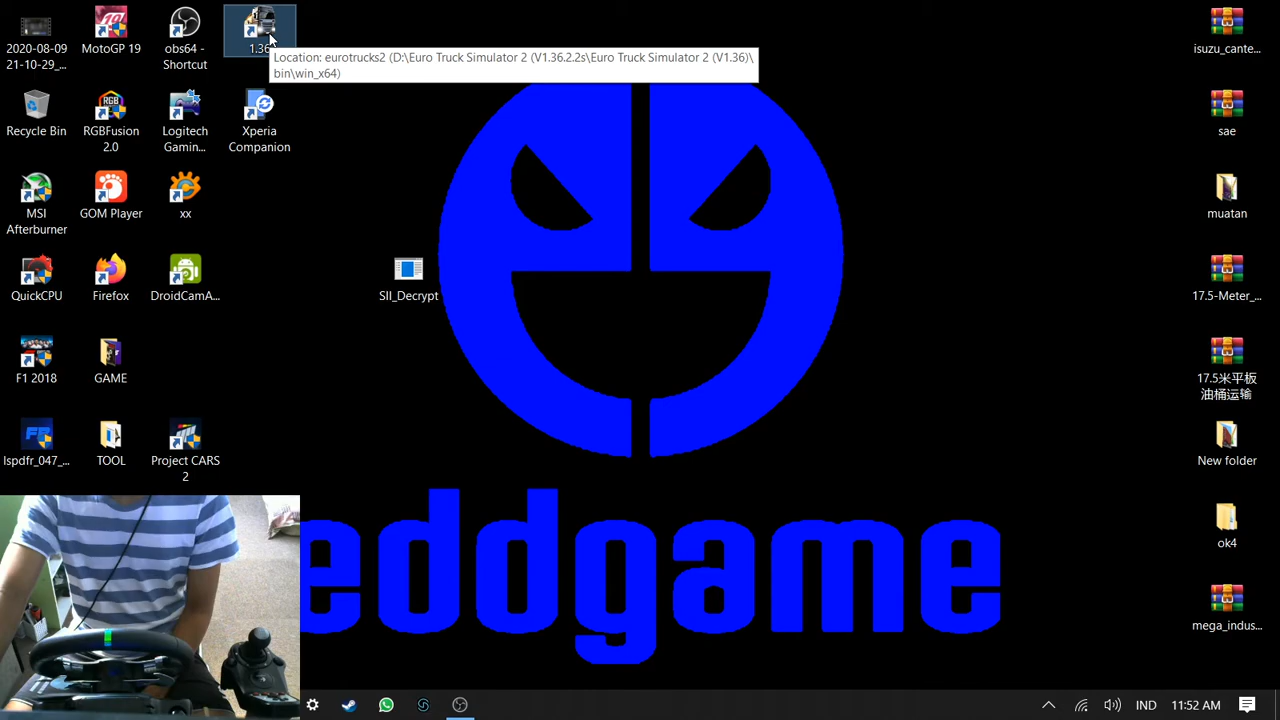 2020-08-09
21-10-29_...
MotoGP 19
obs64 -
Shortcut
1.36
Location: eurotrucks2 (D:\Euro Truck Simulator 2 (V1.36.2.2s\Euro Truck Simulator 2 (V1.36)\
bin\win_x64)
Recycle Bin
RGB
RGBFusion
2.0
Logitech
Gamin...
Xperia
Companion
MSI
Afterburner
GOM Player
xx
QuickCPU
Firefox
DroidCamA...
F1 2018
GAME
lspdfr_047_...
TOOL
Project CARS
2
SII_Decrypt
eddgame
isuzu_cante...
sae
muatan
17.5-Meter_...
17.5米平板
油桶运输
New folder
ok4
mega_indus...
IND
11:52 AM